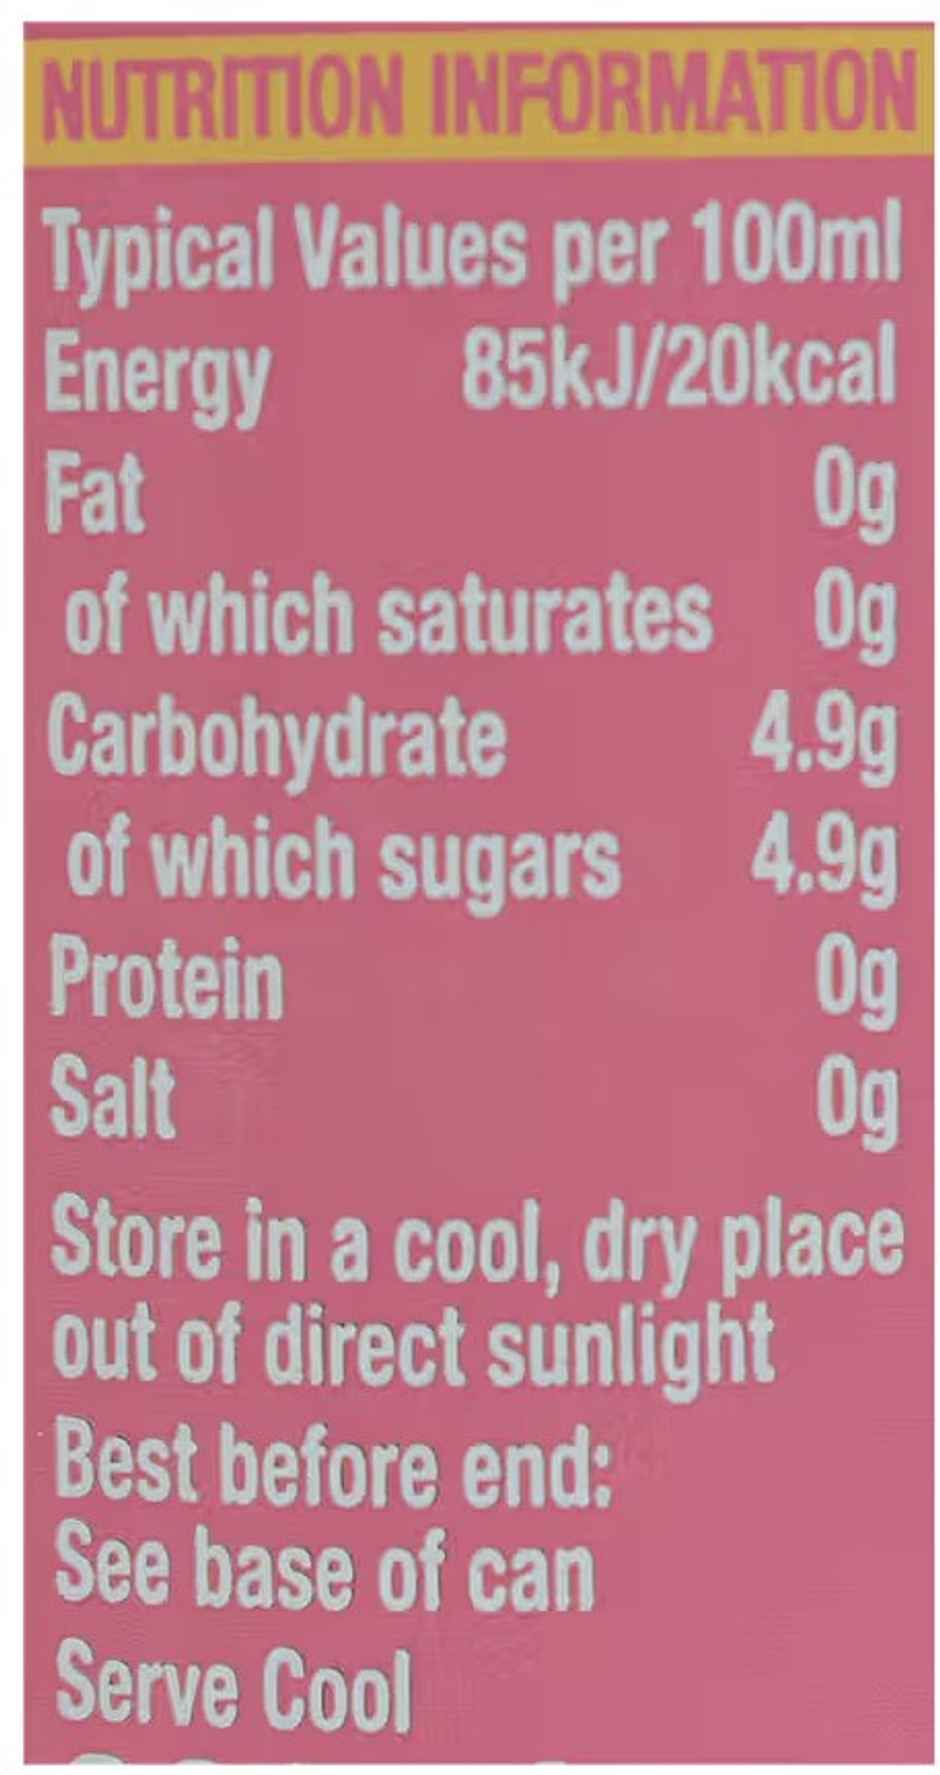 NUTRITION INFORMATION
Typical Values per 100ml
Energy 85kJ/20kcal
Fat 0g
of which saturates 0g
Carbohydrate 4.9g
of which sugars 4.9g
Protein 0g
Salt 0g
Store in a cool, dry place
out of direct sunlight
Best before end:
See base of can
Serve Cool